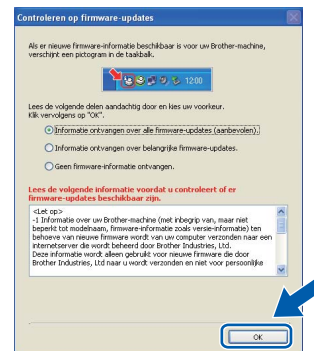 Controleren op firmware-updates
Als er nieuwe firmware-informatie beschikbaar is voor uw Brother-machine,
verschijnt een pictogram in de taakbalk.
12:00
Lees de volgende delen aandachtig door en kies uw voorkeur.
Klik vervolgens op "OK".
Informatie ontvangen over alle firmware-updates (aanbevolen).
Informatie ontvangen over belangrijke firmware-updates.
Geen firmware-informatie ontvangen.
Lees de volgende informatie voordat u controleert of er
firmware-updates beschikbaar zijn.
<Let op>
-1 Informatie over uw Brother-machine (met inbegrip van, maar niet
beperkt tot modelnaam, firmware-informatie zoals versie-informatie) ten
behoeve van nieuwe firmware wordt van uw computer verzonden naar een
internetserver die wordt beheerd door Brother Industries, Ltd.
Deze informatie wordt alleen gebruikt voor nieuwe firmware die door
Brother Industries, Ltd naar u wordt verzonden en niet voor persoonlijke
OK